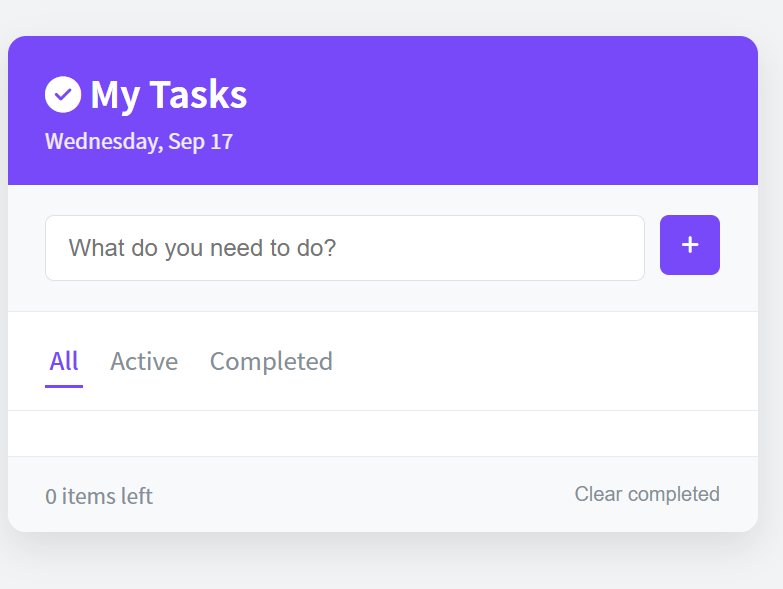 My Tasks
Wednesday, Sep 17
What do you need to do?
+
All Active Completed
0 items left Clear completed